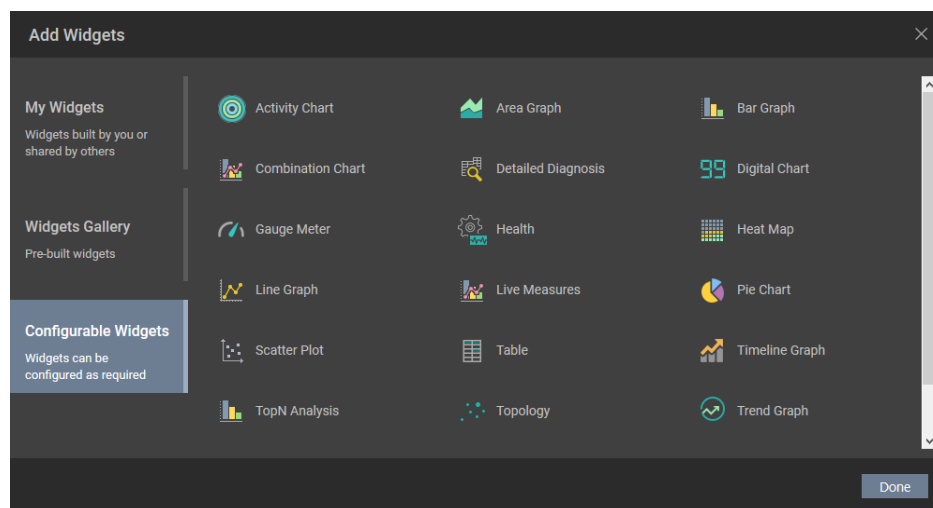 Add Widgets
My Widgets
Widgets built by you or
shared by others
Widgets Gallery
Pre-built widgets
Configurable Widgets
Widgets can be
configured as required
Activity Chart
Area Graph
Bar Graph
Combination Chart
Detailed Diagnosis
99 Digital Chart
Gauge Meter
Health
Heat Map
Line Graph
Live Measures
Pie Chart
Scatter Plot
Table
Timeline Graph
TopN Analysis
Topology
Trend Graph
Done